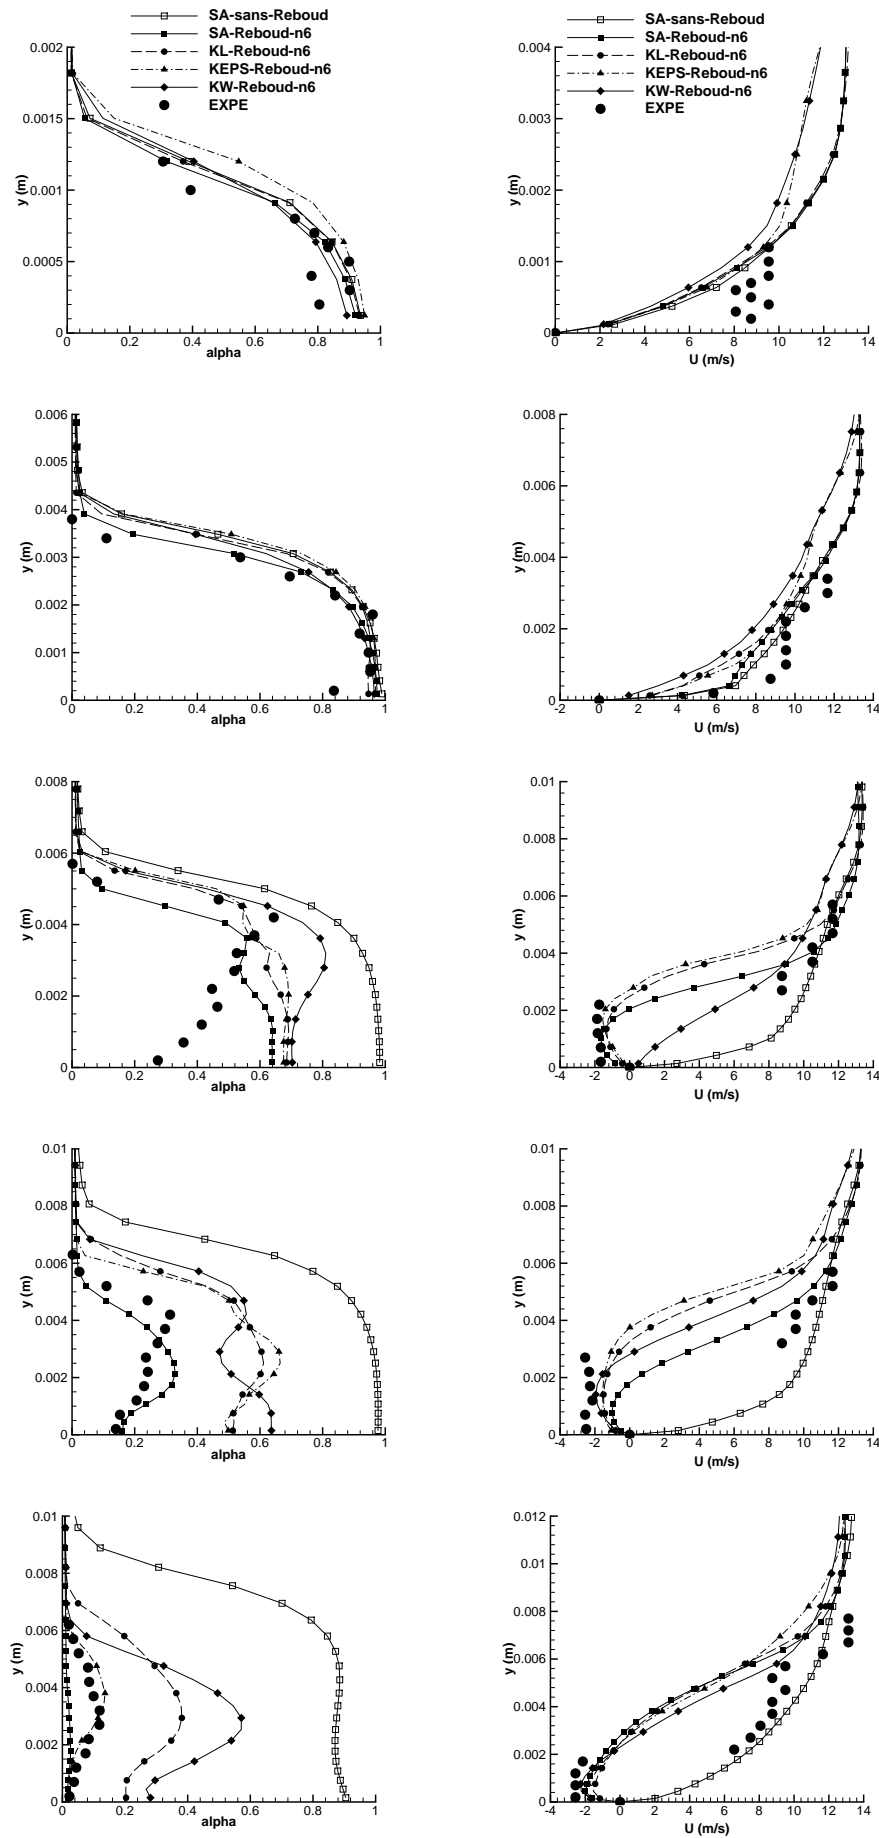 SA-sans-Reboud
SA-Reboud-n6
KL-Reboud-n6
KEPS-Reboud-n6
KW-Reboud-n6
EXPE
0.002
0.0015
0.001
0.0005
0
y (m)
0 0.2 0.4 0.6 0.8 1
alpha
SA-sans-Reboud
SA-Reboud-n6
KL-Reboud-n6
KEPS-Reboud-n6
KW-Reboud-n6
EXPE
0.004
0.003
0.002
0.001
0
y (m)
0 2 4 6 8 10 12 14
U (m/s)
0.006
0.005
0.004
0.003
0.002
0.001
0
y (m)
0 0.2 0.4 0.6 0.8 1
alpha
0.008
0.006
0.004
0.002
0
y (m)
-2 0 2 4 6 8 10 12 14
U (m/s)
0.008
0.006
0.004
0.002
0
y (m)
0 0.2 0.4 0.6 0.8 1
alpha
0.01
0.008
0.006
0.004
0.002
0
y (m)
-4 -2 0 2 4 6 8 10 12 14
U (m/s)
0.01
0.008
0.006
0.004
0.002
0
y (m)
0 0.2 0.4 0.6 0.8 1
alpha
0.01
0.008
0.006
0.004
0.002
0
y (m)
-4 -2 0 2 4 6 8 10 12 14
U (m/s)
0.01
0.008
0.006
0.004
0.002
0
y (m)
0 0.2 0.4 0.6 0.8 1
alpha
0.012
0.01
0.008
0.006
0.004
0.002
0
y (m)
-4 -2 0 2 4 6 8 10 12 14
U (m/s)